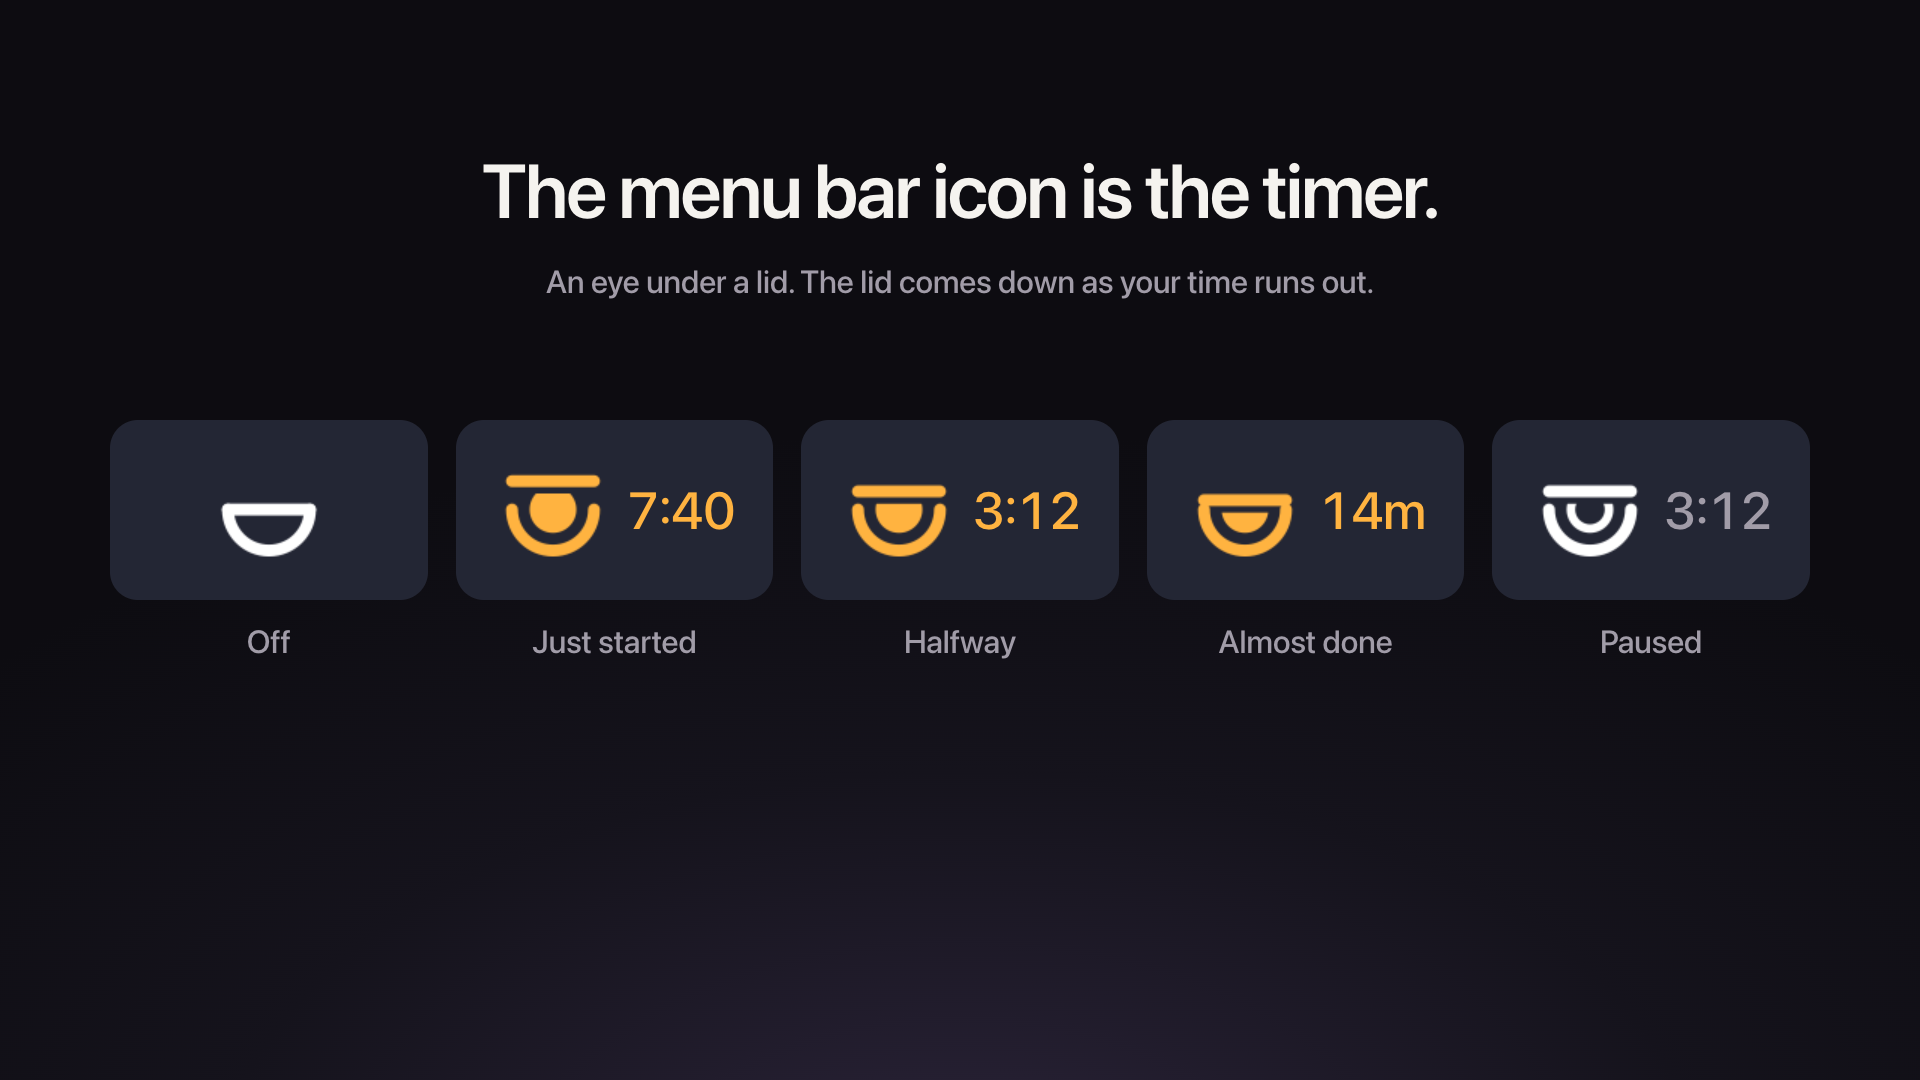 The menu bar icon is the timer.
An eye under a lid. The lid comes down as your time runs out.
7:40
3:12
14m
3:12
Off
Just started
Halfway
Almost done
Paused